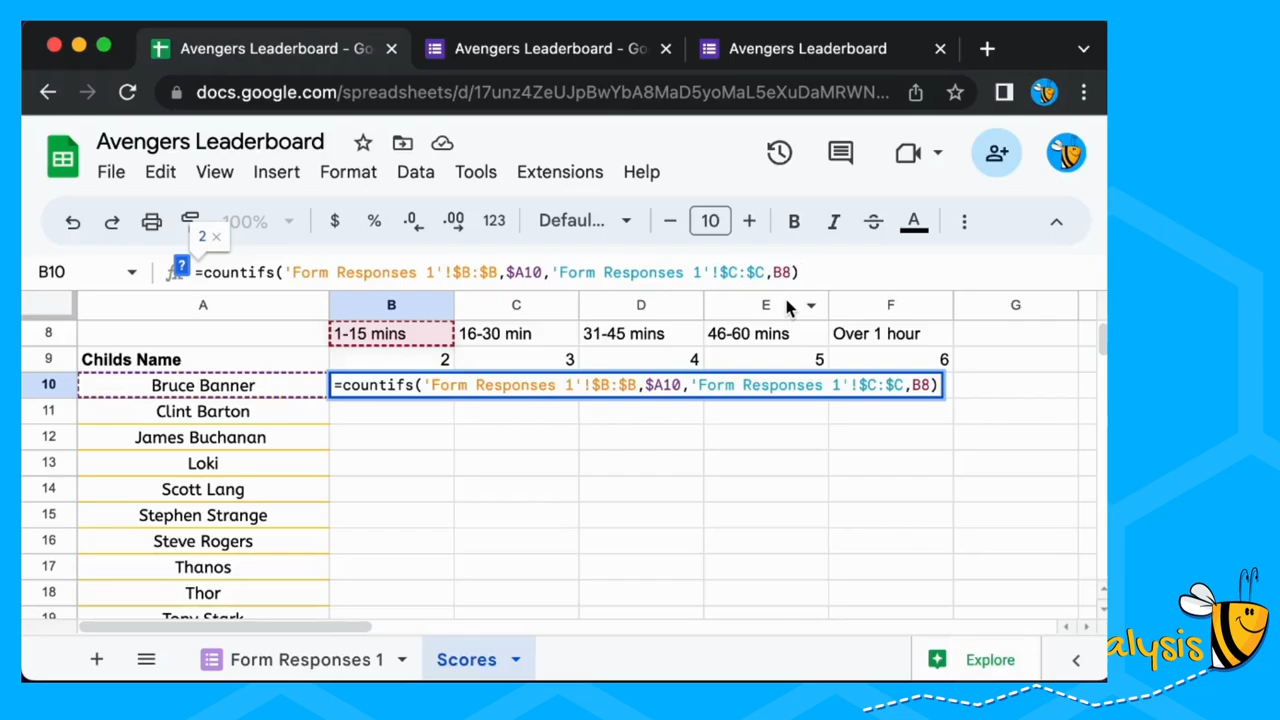 Avengers Leaderboard - Go
Avengers Leaderboard - Go
Avengers Leaderboard
docs.google.com/spreadsheets/d/17unz4ZeUJpBwYbA8MaD5yoMaL5eXuDaMRWN...
Avengers Leaderboard
File Edit View Insert Format Data Tools Extensions Help
100% $ % .0 .00 123 Defaul... 10 B I S A
2
B10 ? fx =countifs('Form Responses 1'!$B:$B,$A10,'Form Responses 1'!$C:$C,B8)
A B C D E F G
8 1-15 mins 16-30 min 31-45 mins 46-60 mins Over 1 hour
9 Childs Name 2 3 4 5 6
10 Bruce Banner =countifs('Form Responses 1'!$B:$B,$A10,'Form Responses 1'!$C:$C,B8)
11 Clint Barton
12 James Buchanan
13 Loki
14 Scott Lang
15 Stephen Strange
16 Steve Rogers
17 Thanos
18 Thor
19 Tony Stark
Form Responses 1 Scores Explore
alysis